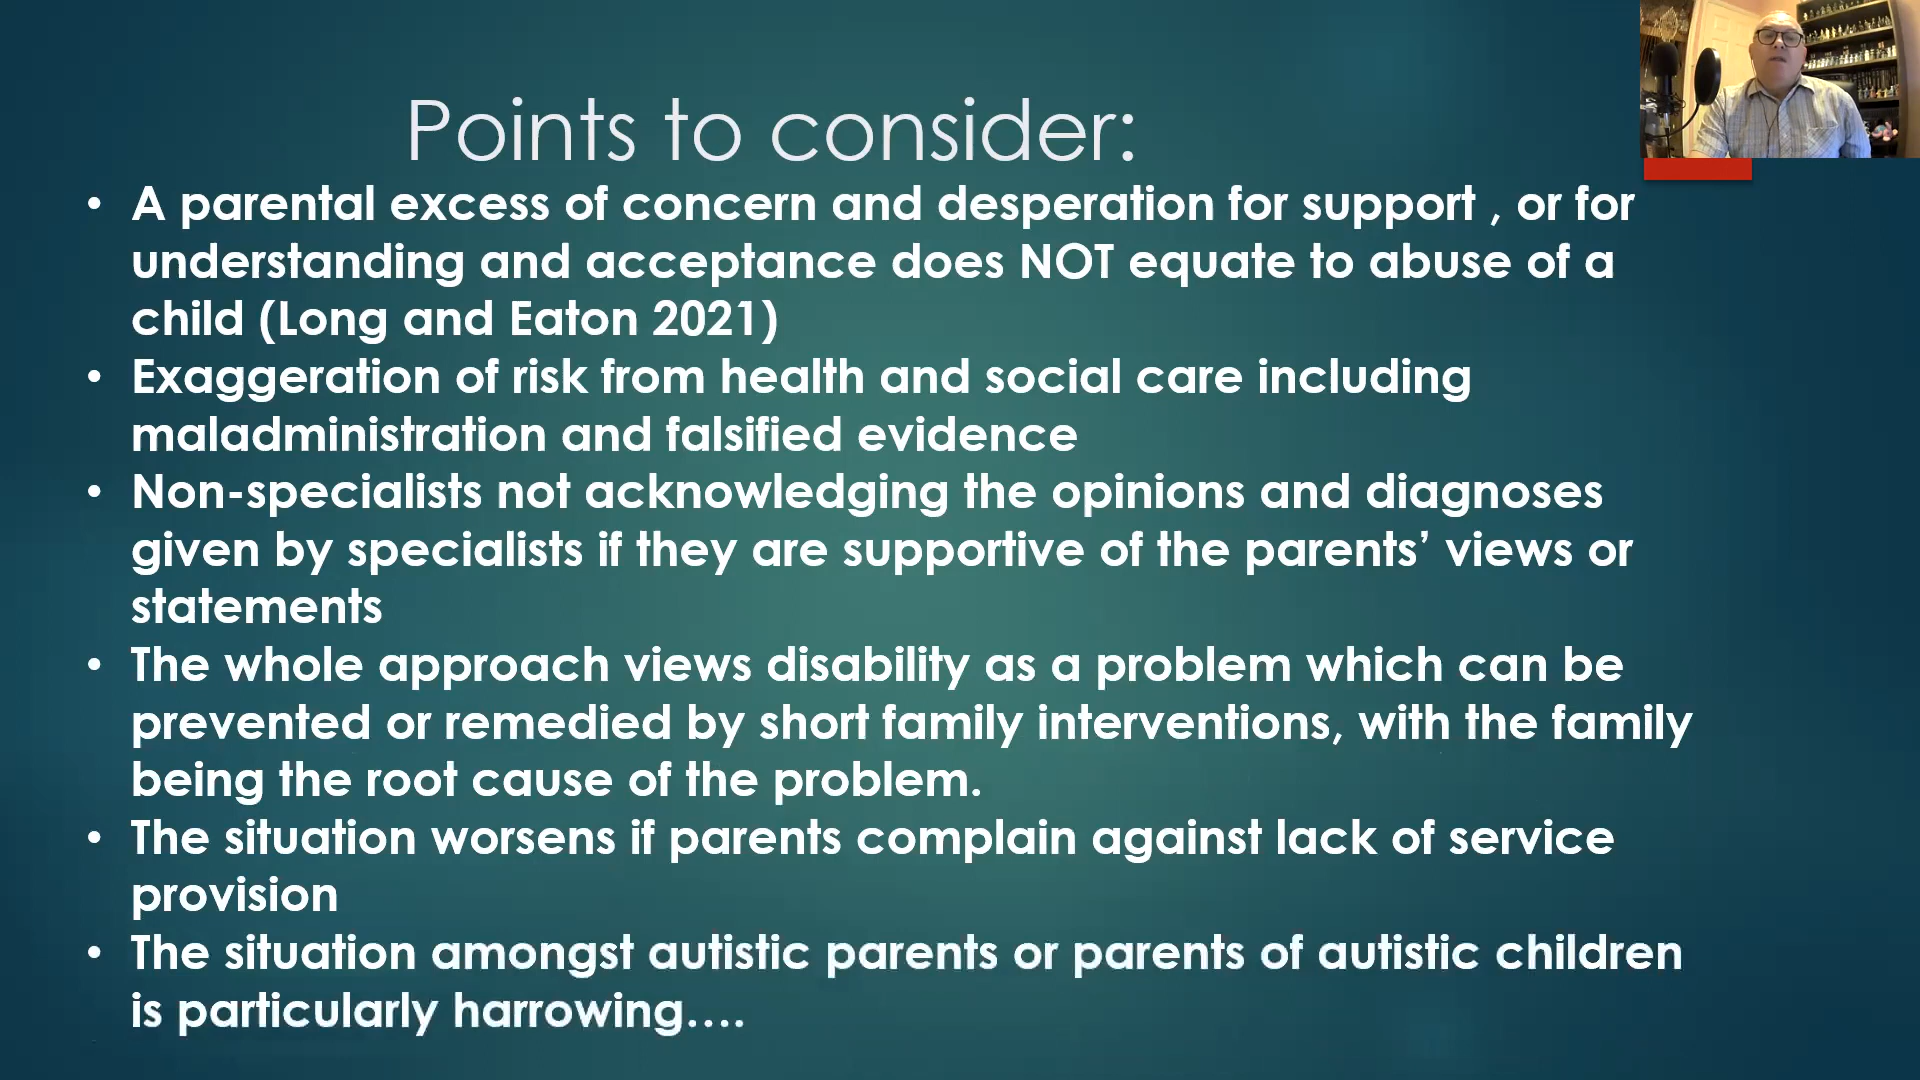 Points to consider:
• A parental excess of concern and desperation for support , or for
understanding and acceptance does NOT equate to abuse of a
child (Long and Eaton 2021)
• Exaggeration of risk from health and social care including
maladministration and falsified evidence
• Non-specialists not acknowledging the opinions and diagnoses
given by specialists if they are supportive of the parents’ views or
statements
• The whole approach views disability as a problem which can be
prevented or remedied by short family interventions, with the family
being the root cause of the problem.
• The situation worsens if parents complain against lack of service
provision
• The situation amongst autistic parents or parents of autistic children
is particularly harrowing….